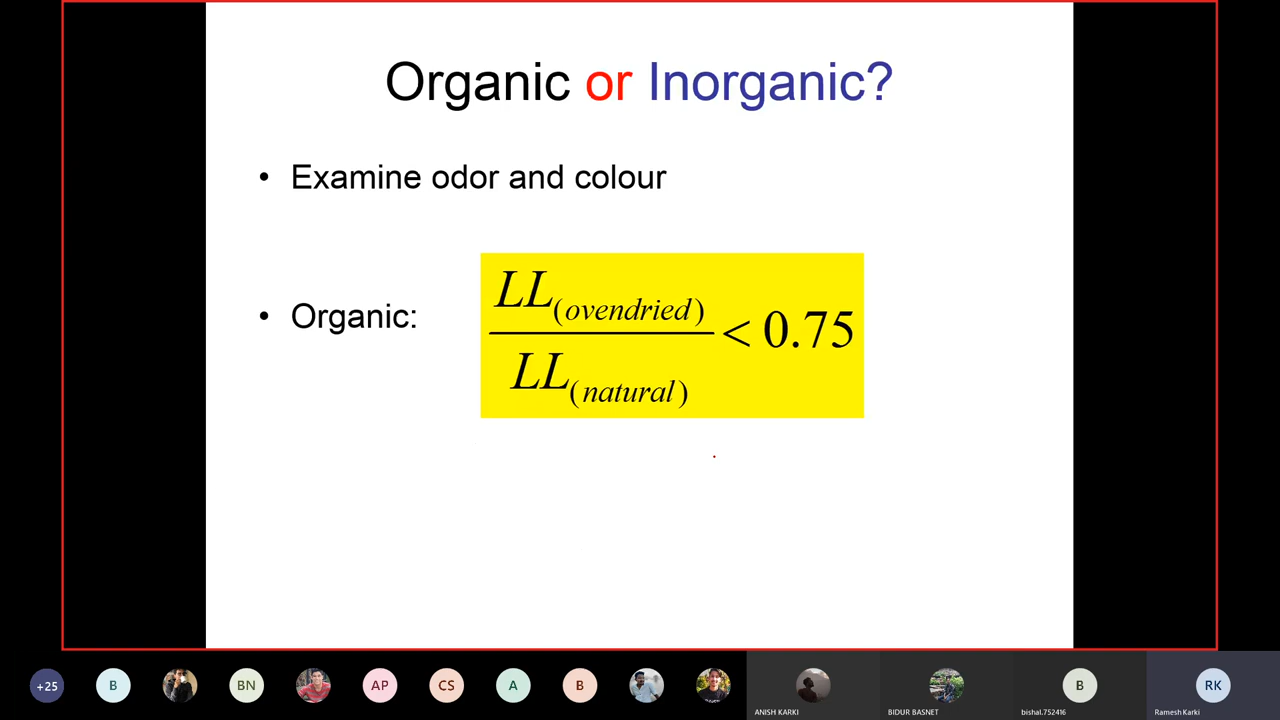 Organic or Inorganic?
• Examine odor and colour
• Organic:
LL(ovendried)
LL(natural)
< 0.75
+25
B
BN
AP
CS
A
B
B
RK
ANISH KARKI
BIDUR BASNET
bishal.752416
Ramesh Karki